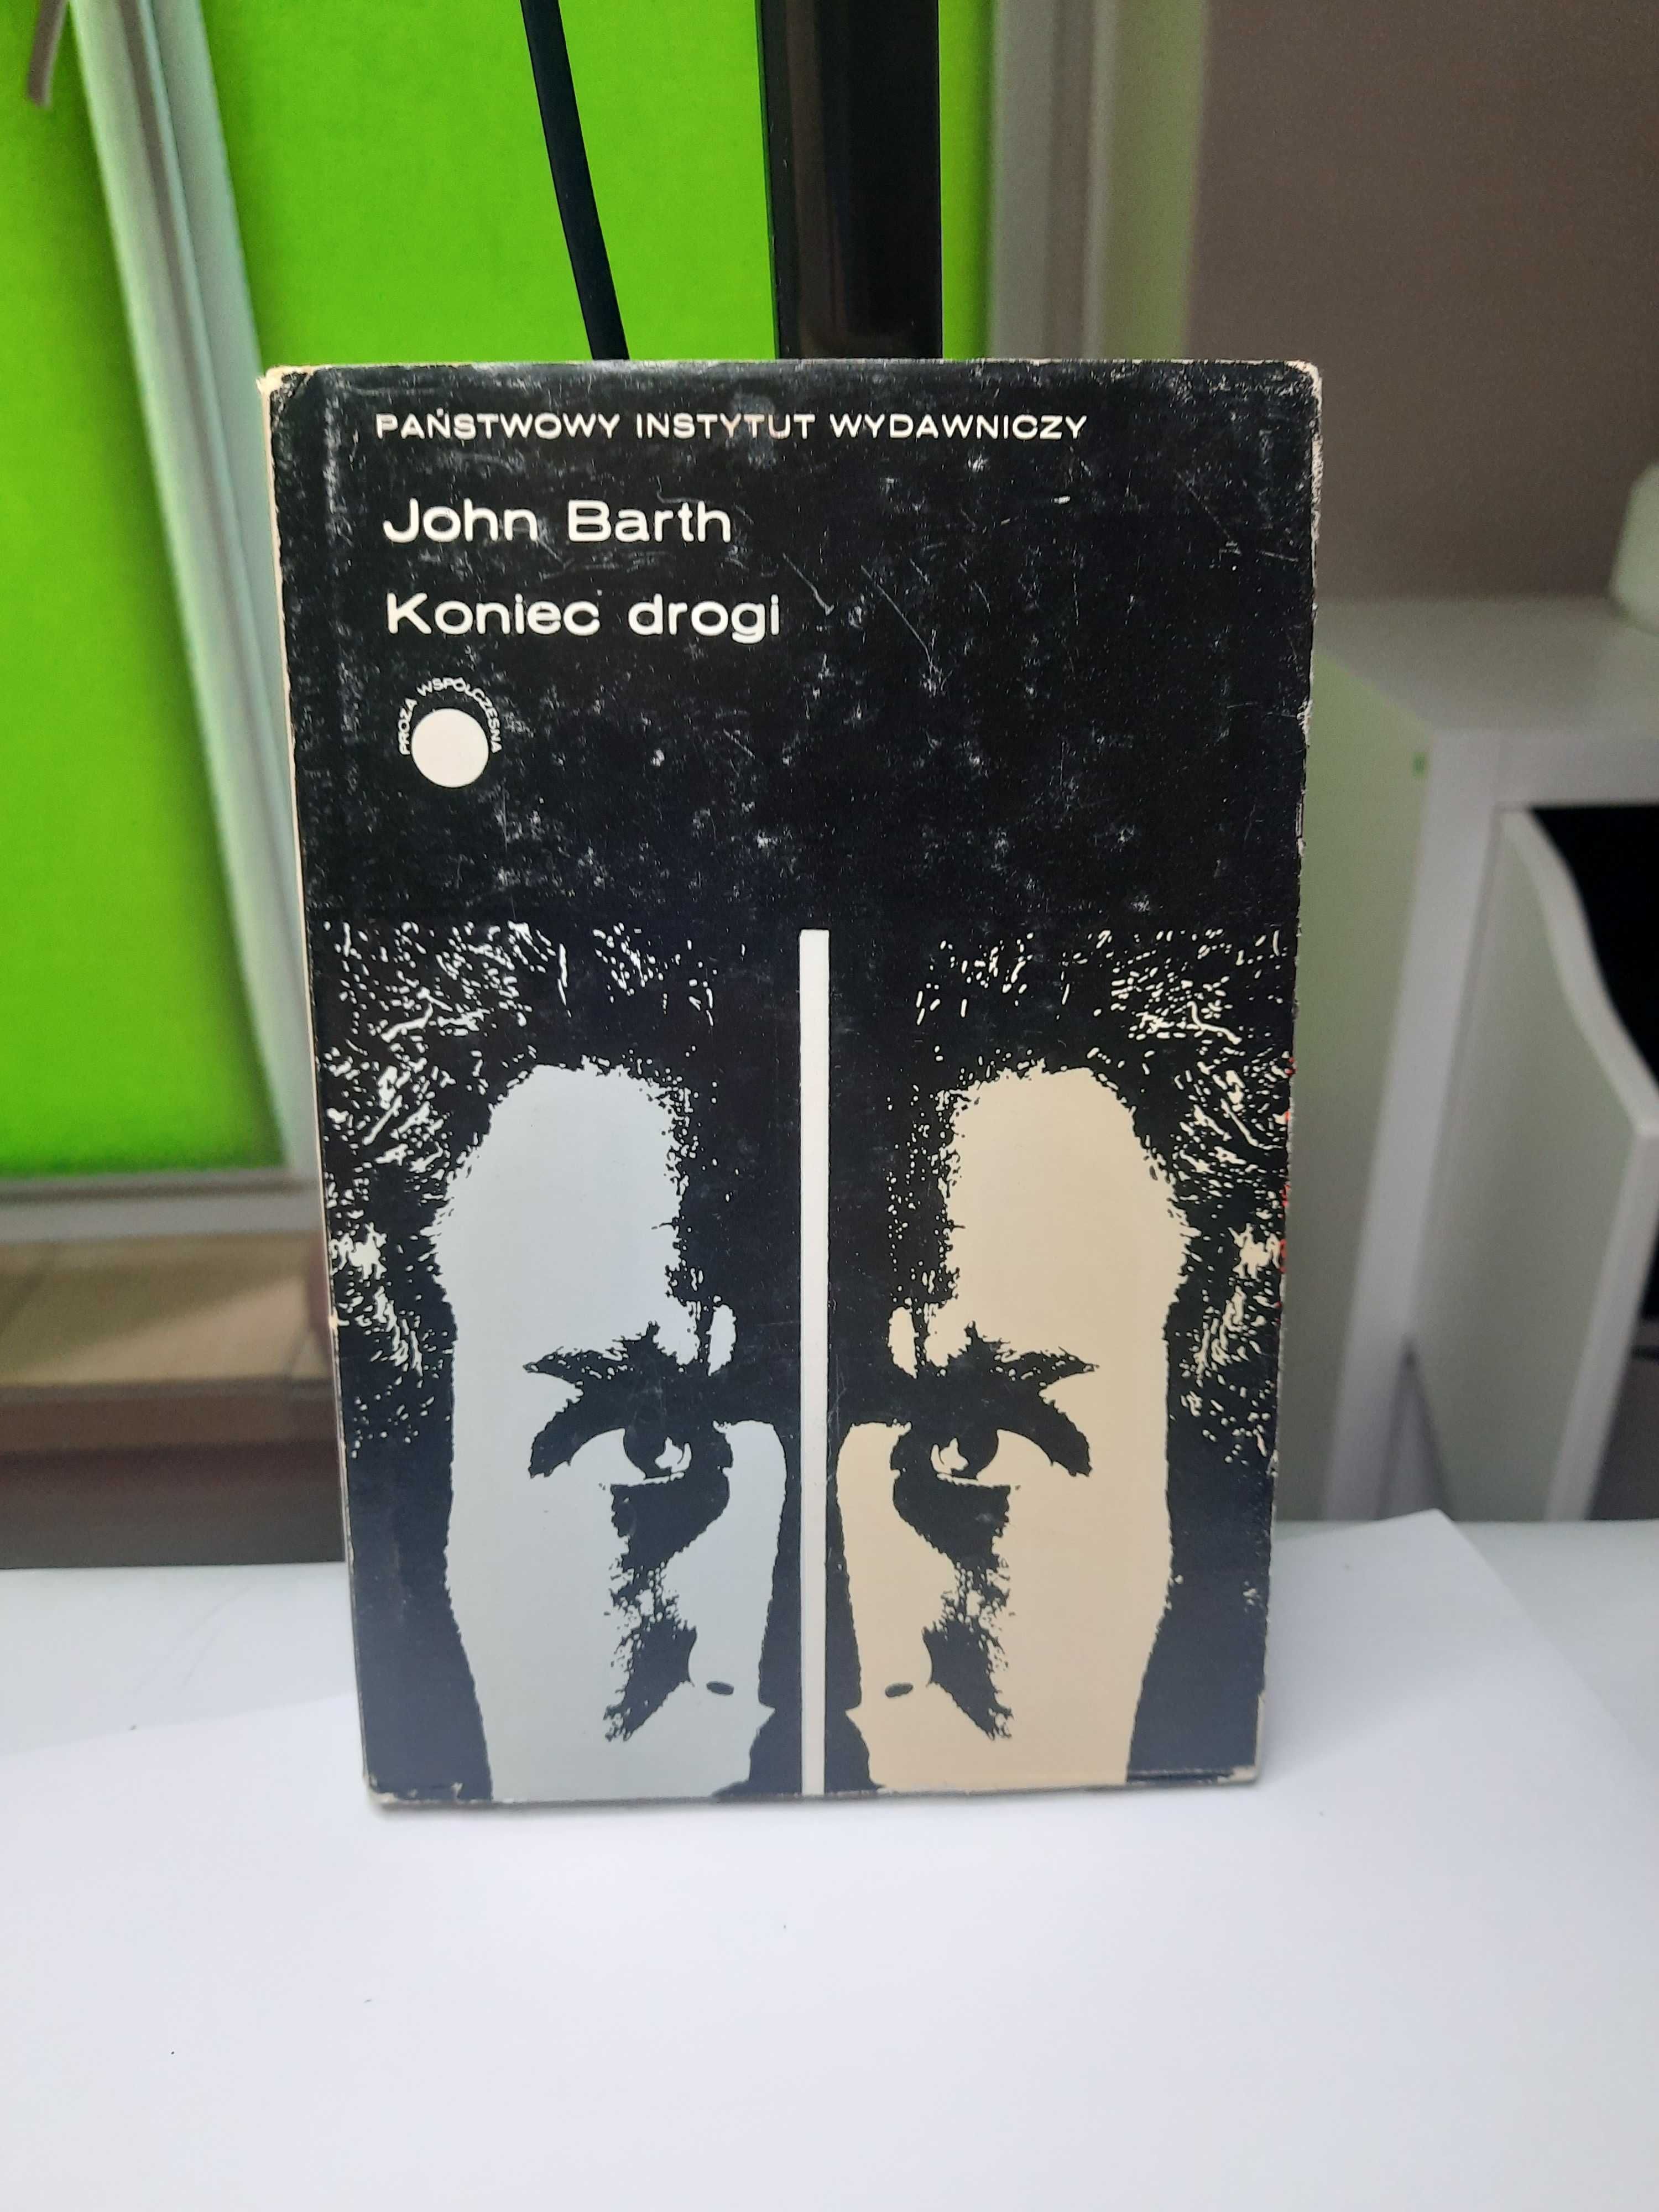 PAŃSTWOWY INSTYTUT WYDAWNICZY
John Barth
Koniec drogi
PROZA WSPÓŁCZESNA